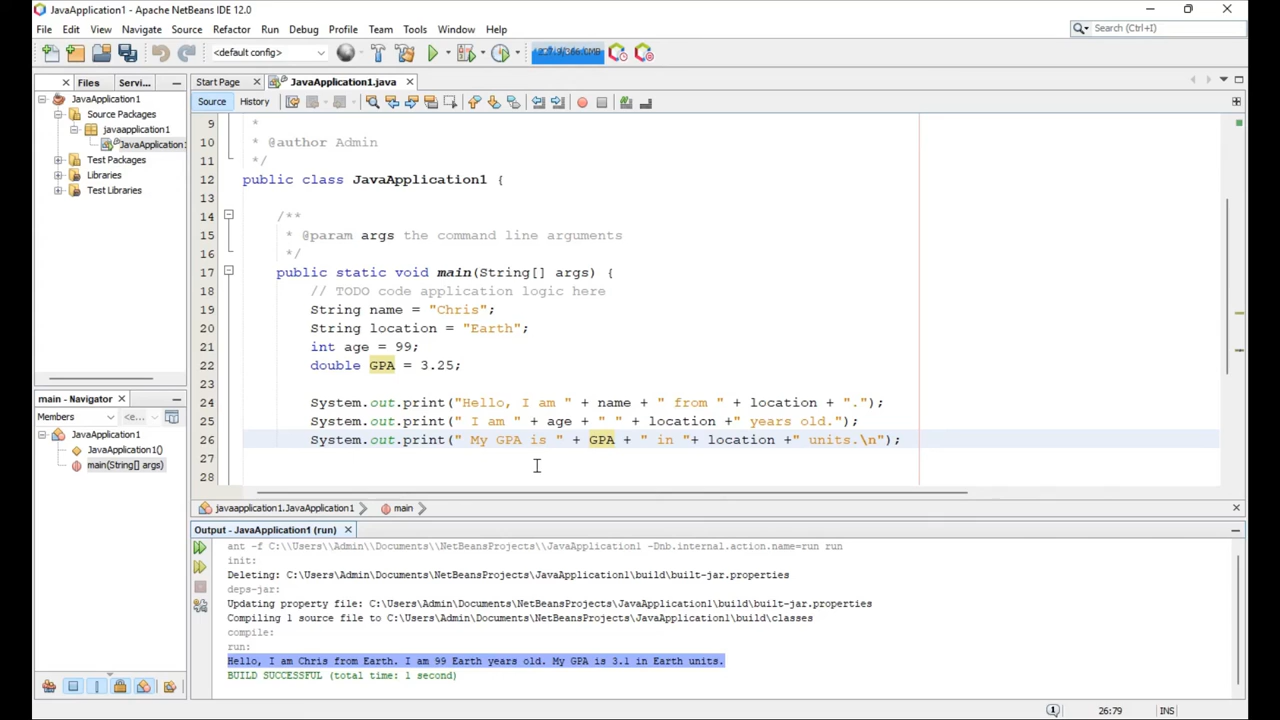 JavaApplication1 - Apache NetBeans IDE 12.0
File Edit View Navigate Source Refactor Run Debug Profile Team Tools Window Help
Search (Ctrl+I)
<default config>
Files Servi...
Start Page JavaApplication1.java
JavaApplication1
Source Packages
javaapplication1
JavaApplication1
Test Packages
Libraries
Test Libraries
Source History
9 *
10 * @author Admin
11 */
12 public class JavaApplication1 {
13
14 /**
15 * @param args the command line arguments
16 */
17 public static void main(String[] args) {
18 // TODO code application logic here
19 String name = "Chris";
20 String location = "Earth";
21 int age = 99;
22 double GPA = 3.25;
23
24 System.out.print("Hello, I am " + name + " from " + location + ".");
25 System.out.print(" I am " + age + " " + location +" years old.");
26 System.out.print(" My GPA is " + GPA + " in "+ location +" units.\n");
27
28
main - Navigator
Members <e...
JavaApplication1
JavaApplication1()
main(String[] args)
javaapplication1.JavaApplication1 main
Output - JavaApplication1 (run)
ant -f C:\\Users\\Admin\\Documents\\NetBeansProjects\\JavaApplication1 -Dnb.internal.action.name=run run
init:
Deleting: C:\Users\Admin\Documents\NetBeansProjects\JavaApplication1\build\built-jar.properties
deps-jar:
Updating property file: C:\Users\Admin\Documents\NetBeansProjects\JavaApplication1\build\built-jar.properties
Compiling 1 source file to C:\Users\Admin\Documents\NetBeansProjects\JavaApplication1\build\classes
compile:
run:
Hello, I am Chris from Earth. I am 99 Earth years old. My GPA is 3.1 in Earth units.
BUILD SUCCESSFUL (total time: 1 second)
1 26:79 INS